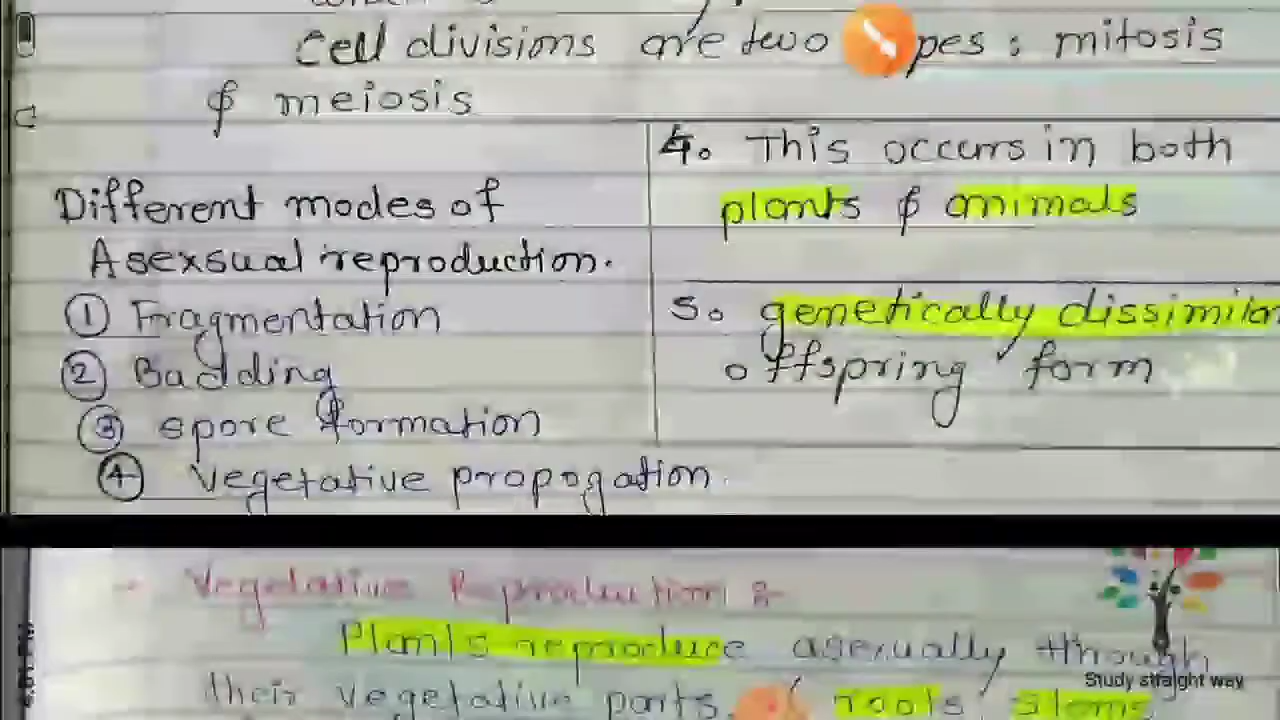 Cell divisions are two pes : mitosis
& meiosis
Different modes of
Asexsual reproduction.
① Fragmentation
② Budding
③ spore formation
④ Vegetative propogation
4. This occurs in both
plants & animals
5. genetically dissimilar
offspring form
- Vegetative Reproduction :-
Plants reproduce asexually through
their vegetative parts. roots stems
Study straight way